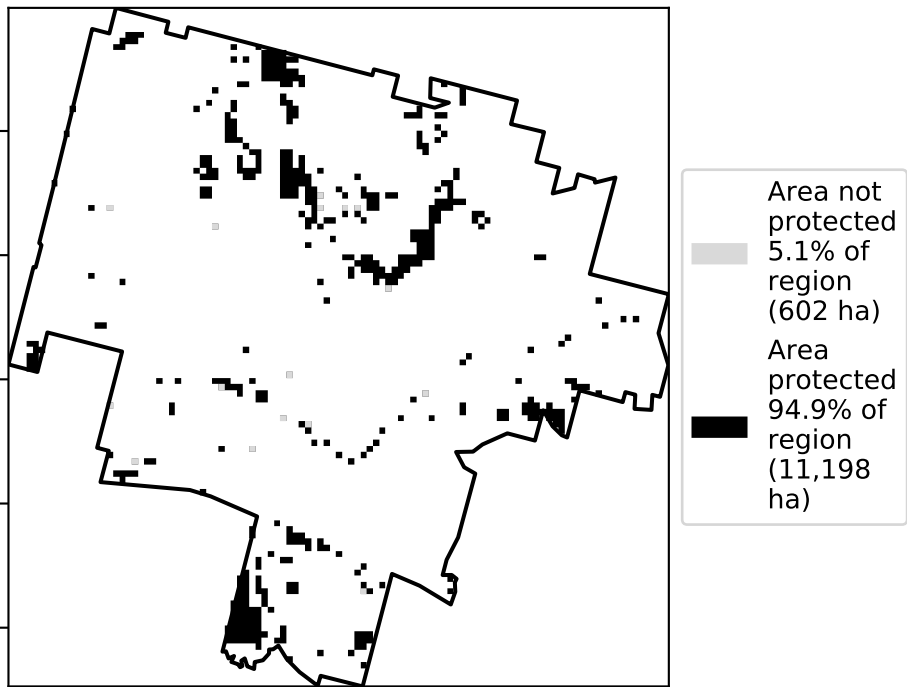 Area not
protected
5.1% of
region
(602 ha)
Area
protected
94.9% of
region
(11,198
ha)